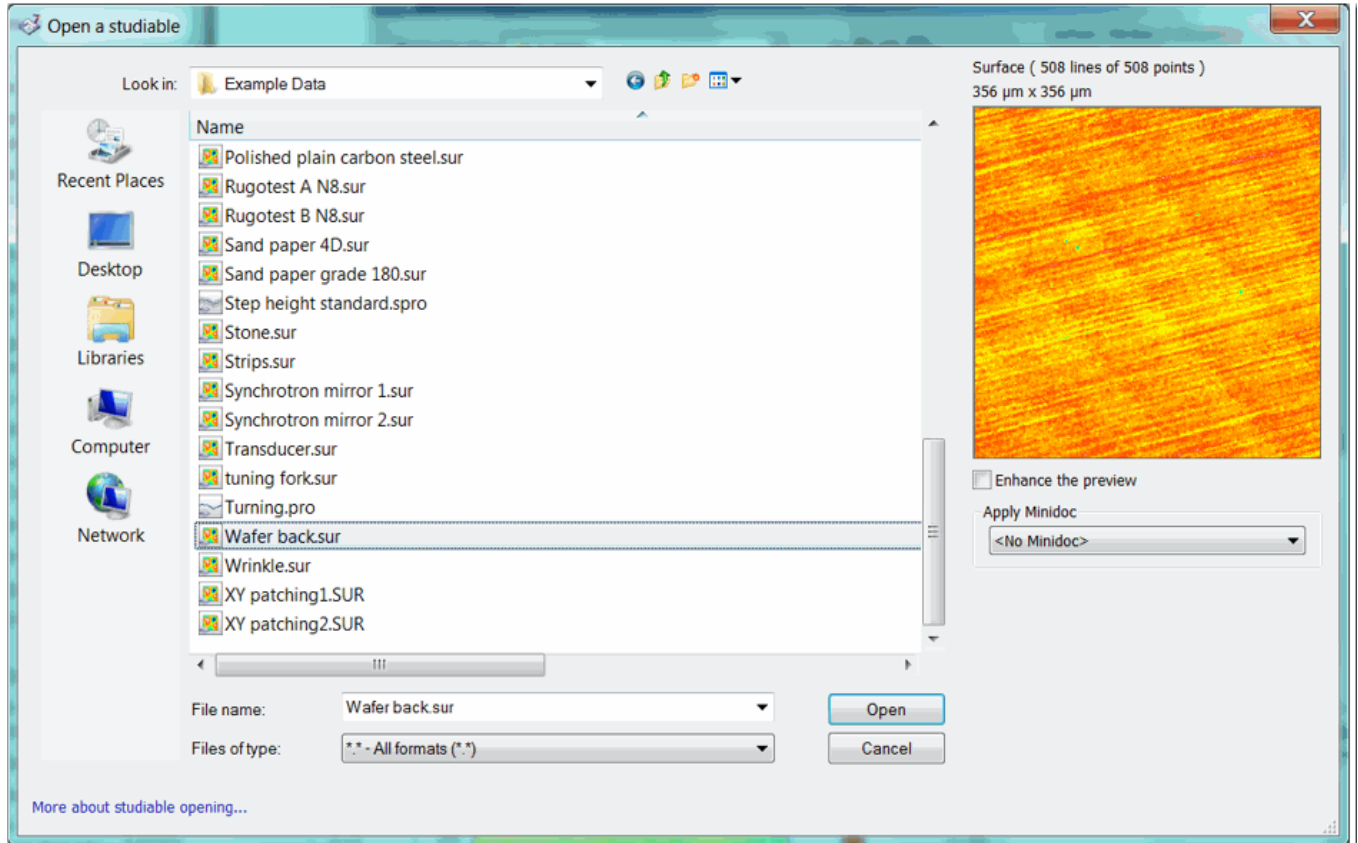 Open a studiable
X
Look in:
Example Data
Surface ( 508 lines of 508 points )
356 µm x 356 µm
Recent Places
Desktop
Libraries
Computer
Network
Name
Polished plain carbon steel.sur
Rugotest A N8.sur
Rugotest B N8.sur
Sand paper 4D.sur
Sand paper grade 180.sur
Step height standard.spro
Stone.sur
Strips.sur
Synchrotron mirror 1.sur
Synchrotron mirror 2.sur
Transducer.sur
tuning fork.sur
Turning.pro
Wafer back.sur
Wrinkle.sur
XY patching1.SUR
XY patching2.SUR
Enhance the preview
Apply Minidoc
<No Minidoc>
File name:
Wafer back.sur
Open
Files of type:
*.* - All formats (*.*)
Cancel
More about studiable opening...